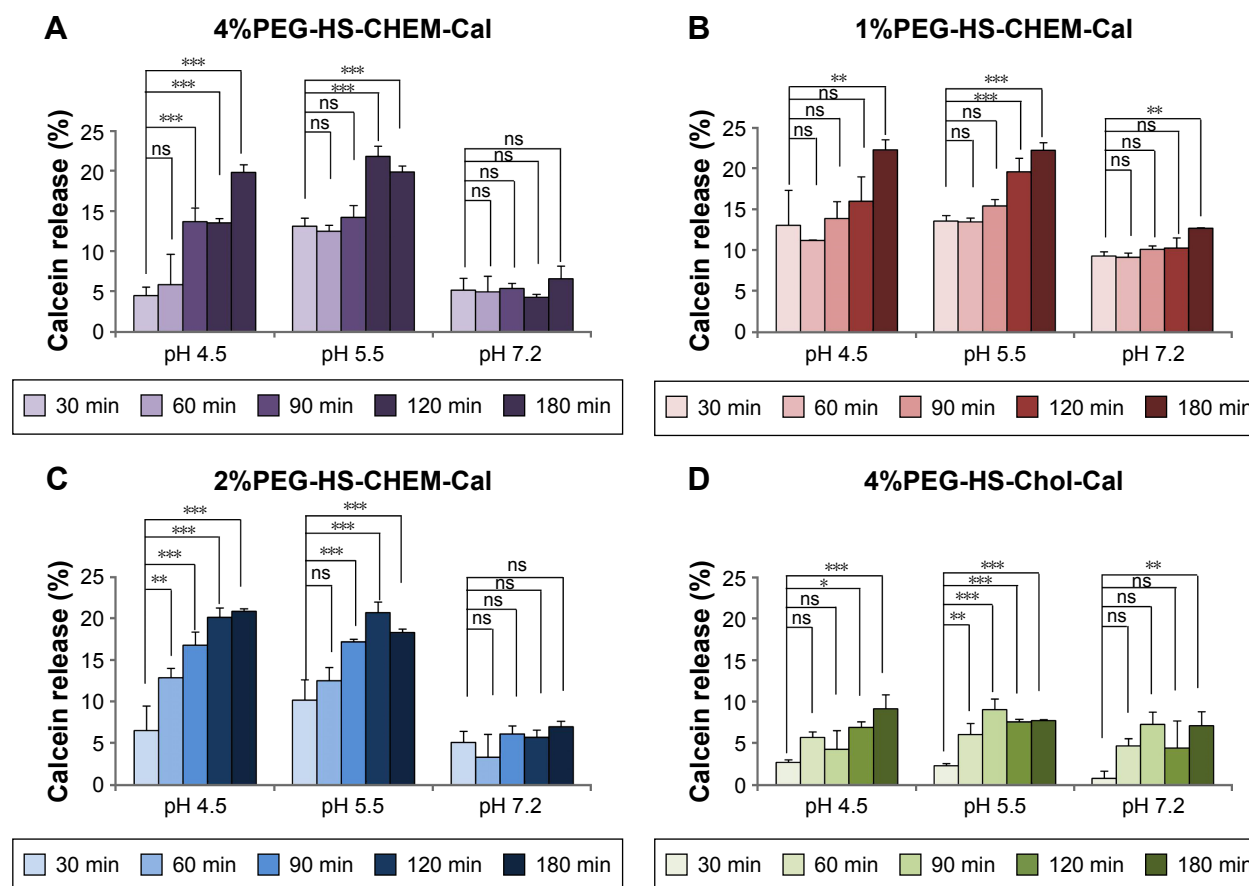 A 4%PEG-HS-CHEM-Cal
Calcein release (%)
25
20
15
10
5
0
ns
***
***
***
ns
ns
***
***
ns
ns
ns
ns
pH 4.5 pH 5.5 pH 7.2
30 min 60 min 90 min 120 min 180 min
B 1%PEG-HS-CHEM-Cal
Calcein release (%)
25
20
15
10
5
0
ns
ns
ns
**
ns
ns
***
***
ns
ns
ns
**
pH 4.5 pH 5.5 pH 7.2
30 min 60 min 90 min 120 min 180 min
C 2%PEG-HS-CHEM-Cal
Calcein release (%)
25
20
15
10
5
0
**
***
***
***
ns
***
***
***
ns
ns
ns
ns
pH 4.5 pH 5.5 pH 7.2
30 min 60 min 90 min 120 min 180 min
D 4%PEG-HS-Chol-Cal
Calcein release (%)
25
20
15
10
5
0
ns
ns
*
***
**
***
***
***
ns
ns
ns
**
pH 4.5 pH 5.5 pH 7.2
30 min 60 min 90 min 120 min 180 min